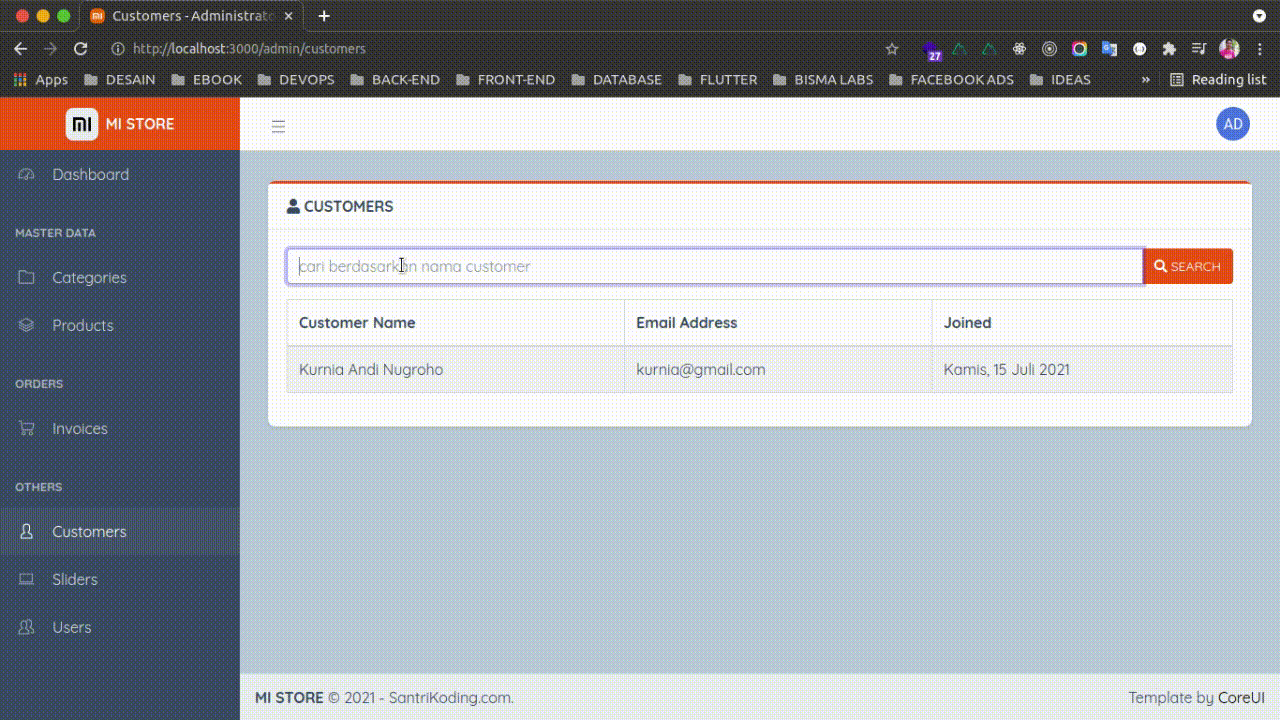 Customers - Administrato
http://localhost:3000/admin/customers
27
Apps DESAIN EBOOK DEVOPS BACK-END FRONT-END DATABASE FLUTTER BISMA LABS FACEBOOK ADS IDEAS » Reading list
MI STORE
AD
Dashboard
MASTER DATA
Categories
Products
ORDERS
Invoices
OTHERS
Customers
Sliders
Users
CUSTOMERS
cari berdasarkan nama customer
SEARCH
Customer Name Email Address Joined
Kurnia Andi Nugroho kurnia@gmail.com Kamis, 15 Juli 2021
MI STORE © 2021 - SantriKoding.com. Template by CoreUI